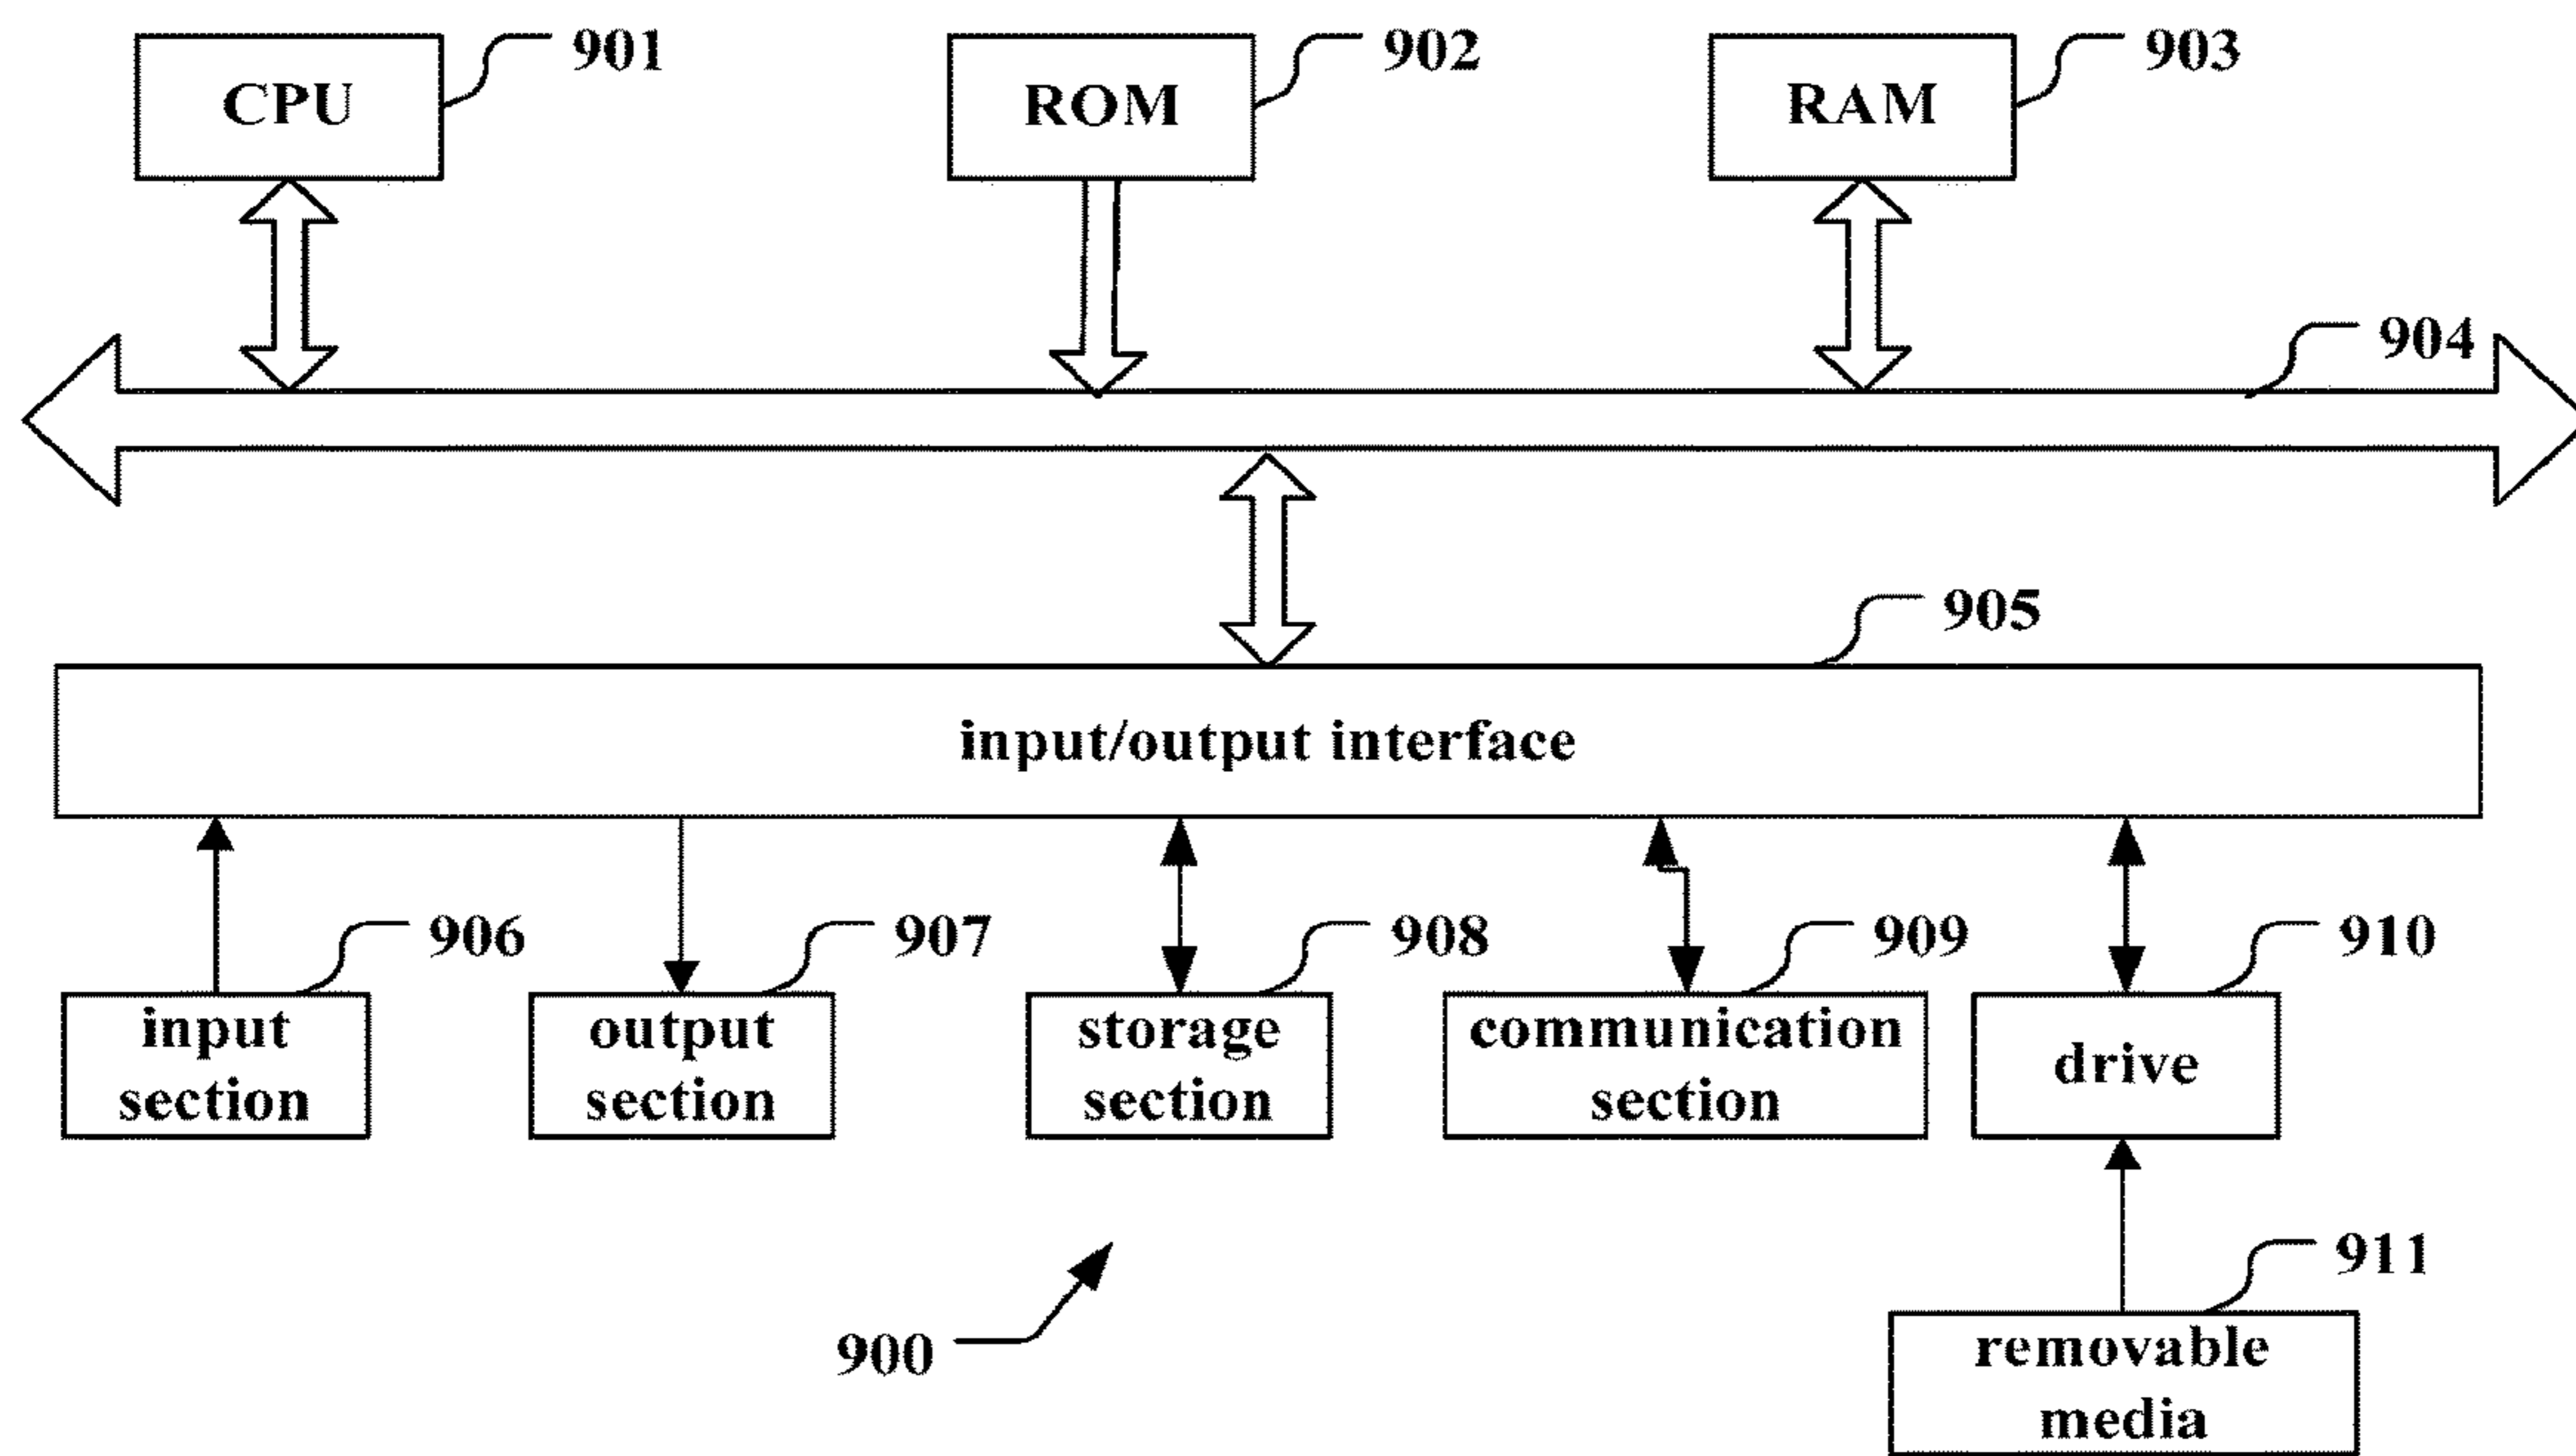 CPU
901
ROM
902
RAM
903
904
905
input/output interface
906
907
908
909
910
input
section
output
section
storage
section
communication
section
drive
911
900
removable
media